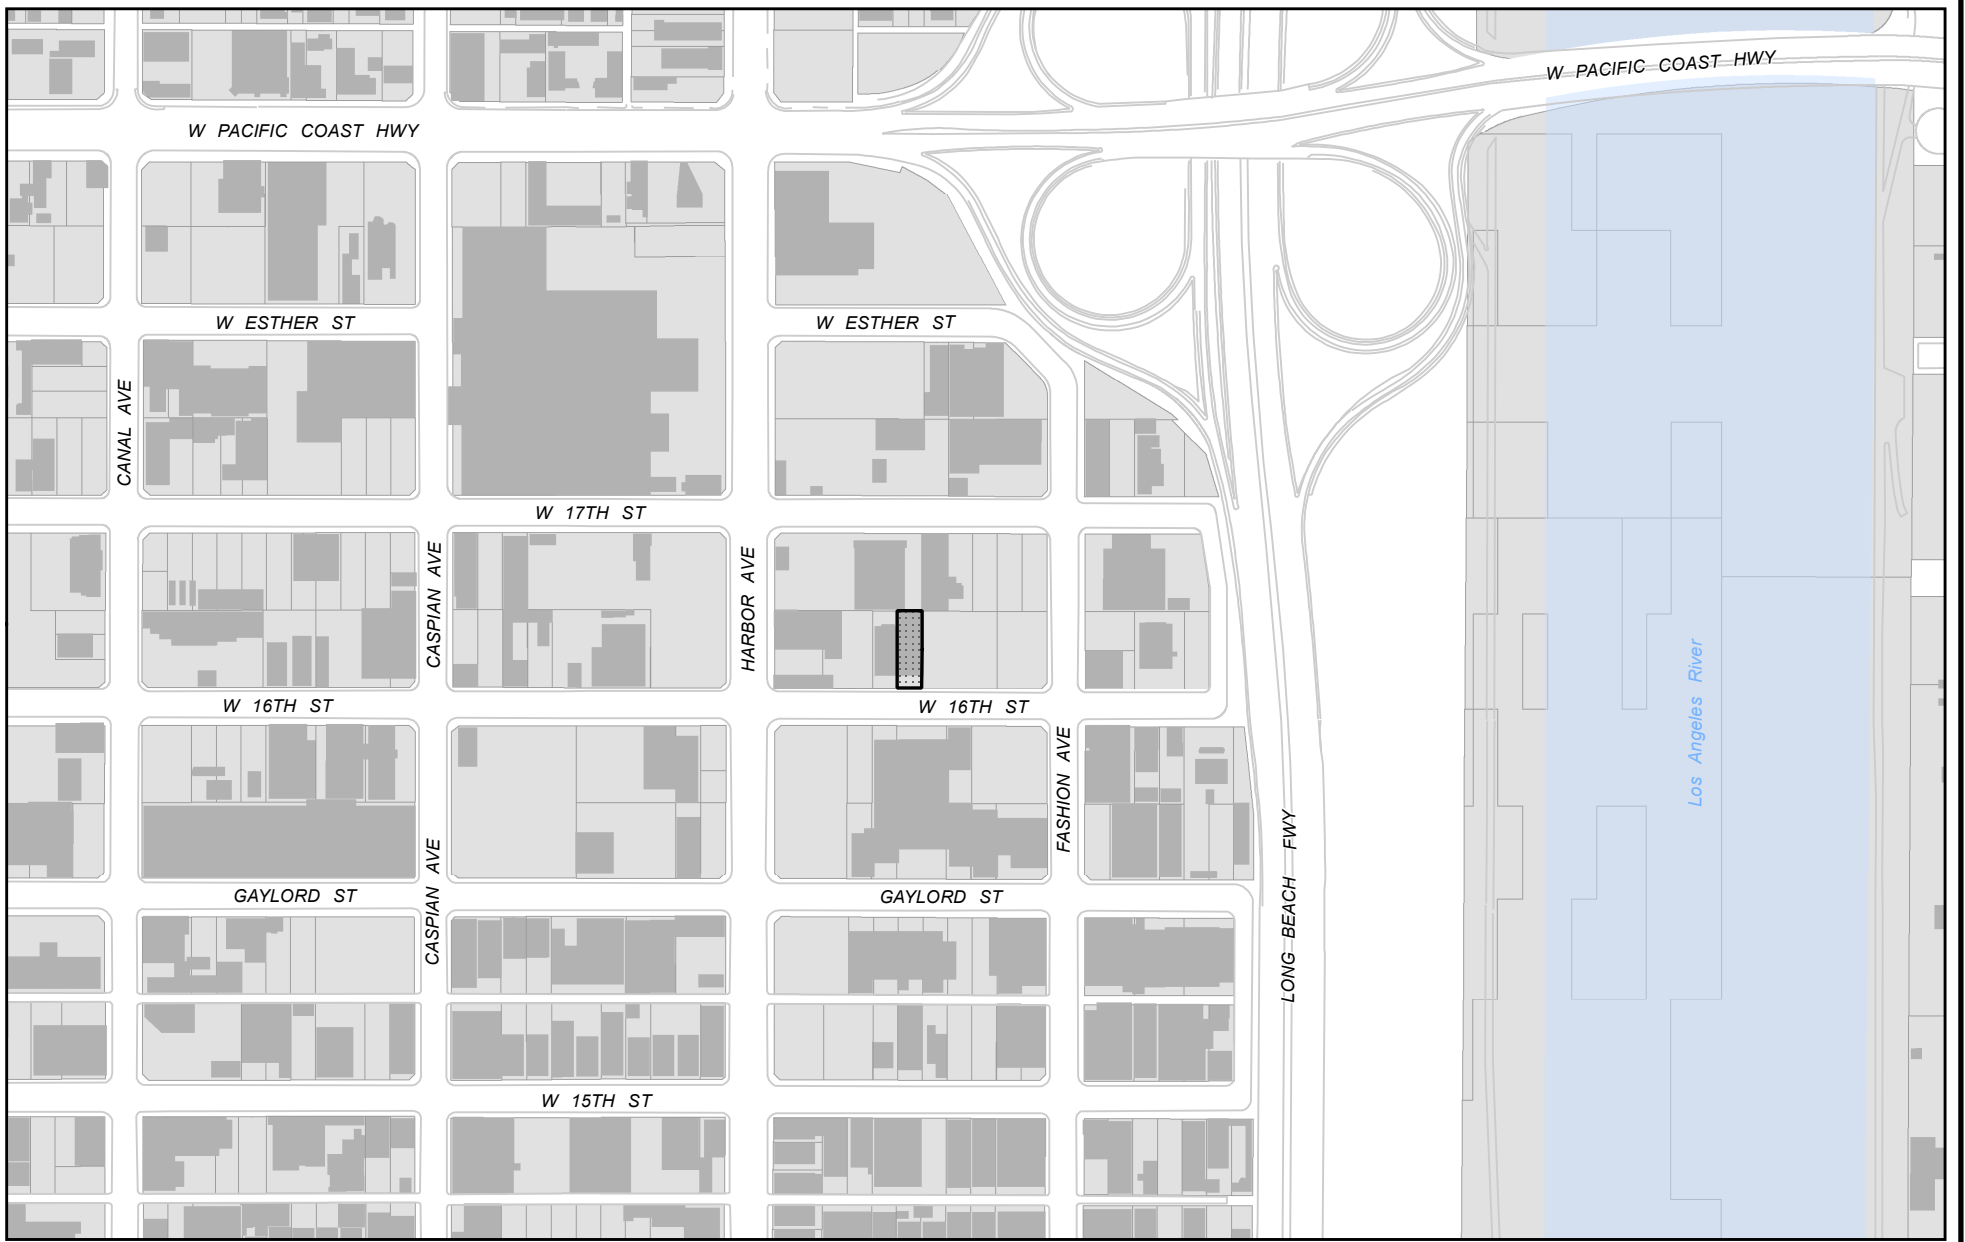 W PACIFIC COAST HWY
W PACIFIC COAST HWY
W ESTHER ST
W ESTHER ST
CANAL AVE
W 17TH ST
CASPIAN AVE
HARBOR AVE
W 16TH ST
W 16TH ST
Los Angeles River
FASHION AVE
LONG BEACH FWY
CASPIAN AVE
GAYLORD ST
GAYLORD ST
W 15TH ST